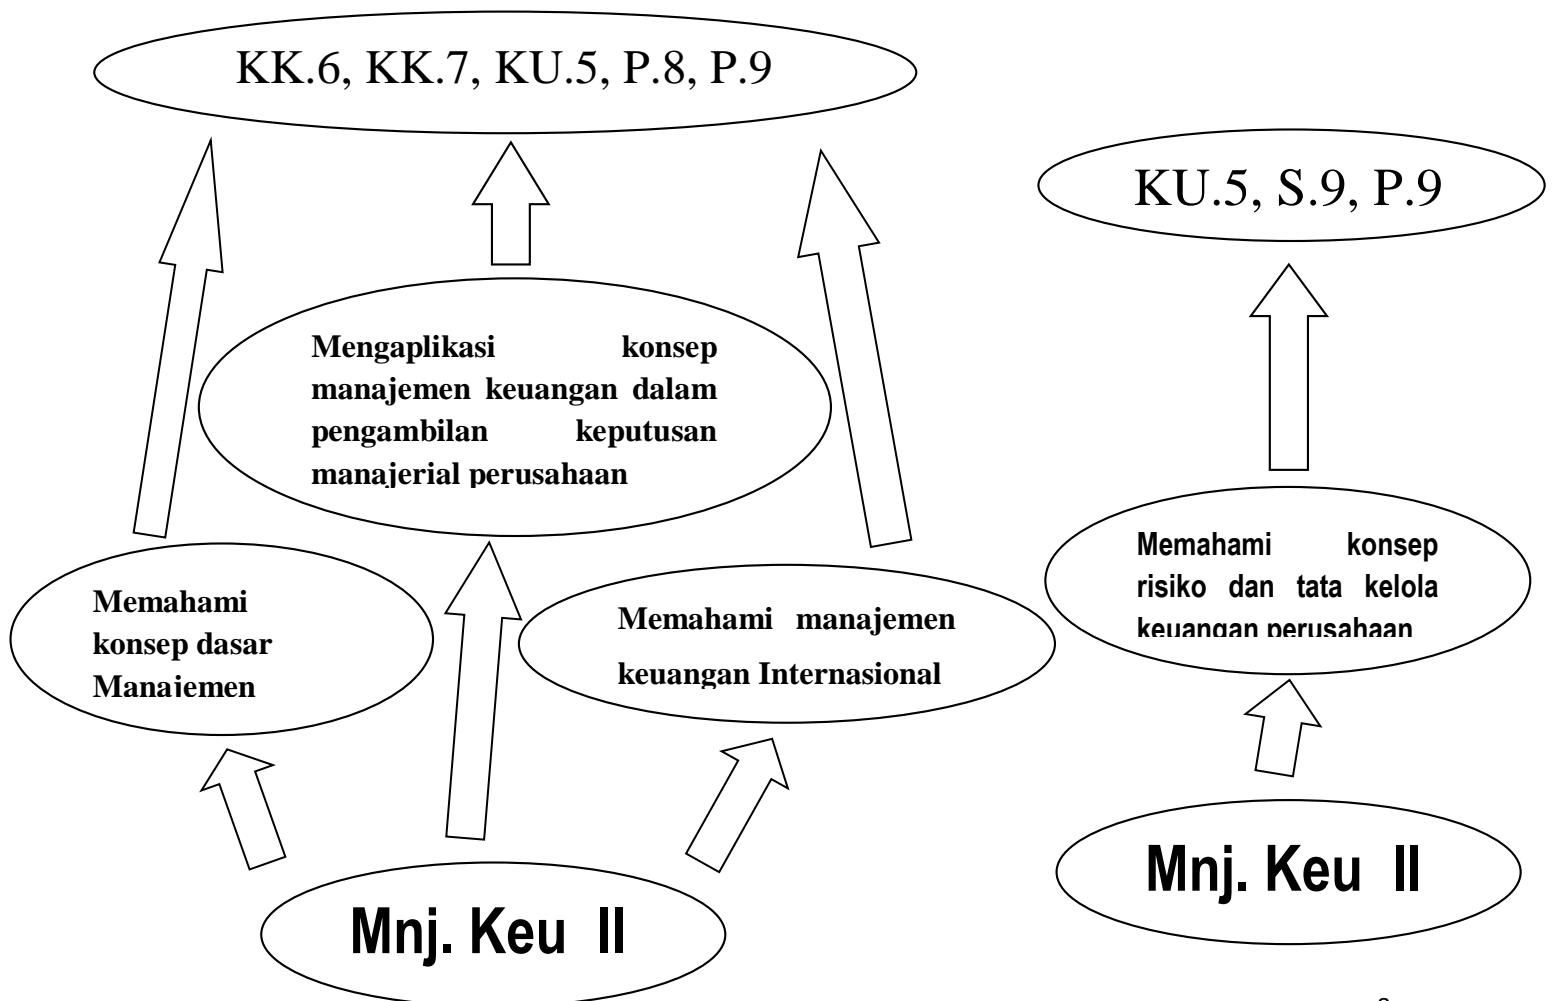 KK.6, KK.7, KU.5, P.8, P.9
KU.5, S.9, P.9
Mengaplikasi konsep
manajemen keuangan dalam
pengambilan keputusan
manajerial perusahaan
Memahami
konsep dasar
Manajemen
Memahami manajemen
keuangan Internasional
Memahami konsep
risiko dan tata kelola
keuangan perusahaan
Mnj. Keu II
Mnj. Keu II